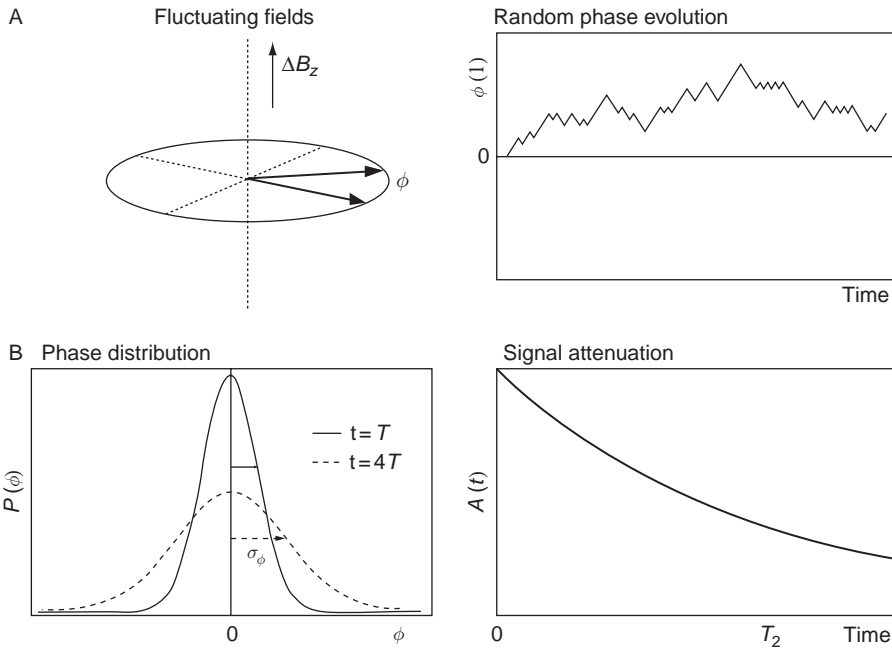 A Fluctuating fields
ΔB_z
ϕ
Random phase evolution
ϕ (1)
0
Time
B Phase distribution
P (ϕ)
t = T
t = 4T
σ_ϕ
0 ϕ
Signal attenuation
A (t)
0 T_2 Time